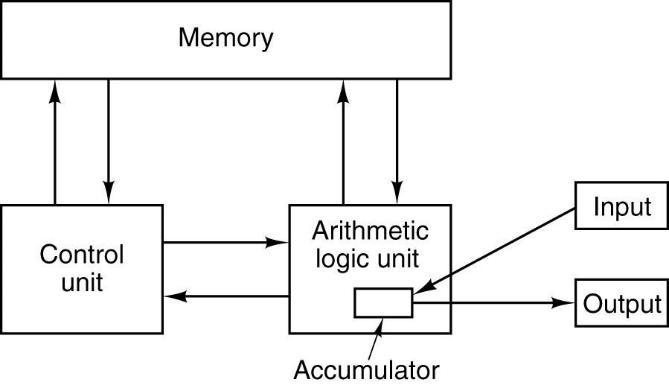 Memory
Control
unit
Arithmetic
logic unit
Input
Output
Accumulator